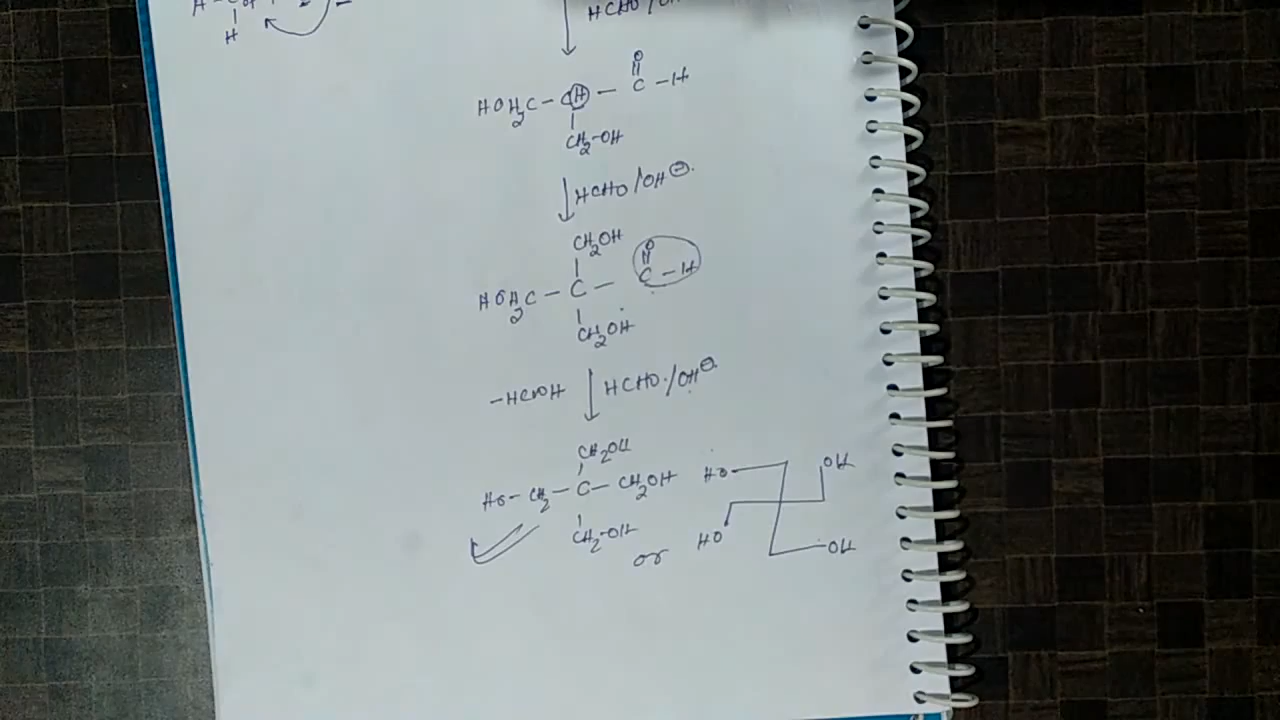 H
HCHO/OH
O
HOH₂C – CH – C – H
CH₂–OH
HCHO/OH⊖.
CH₂OH
O
HOH₂C – C – C – H
CH₂OH
–HCOOH HCHO./OH⊖.
CH₂OH
HO– CH₂ – C – CH₂OH
CH₂–OH
or
HO OH
HO OH